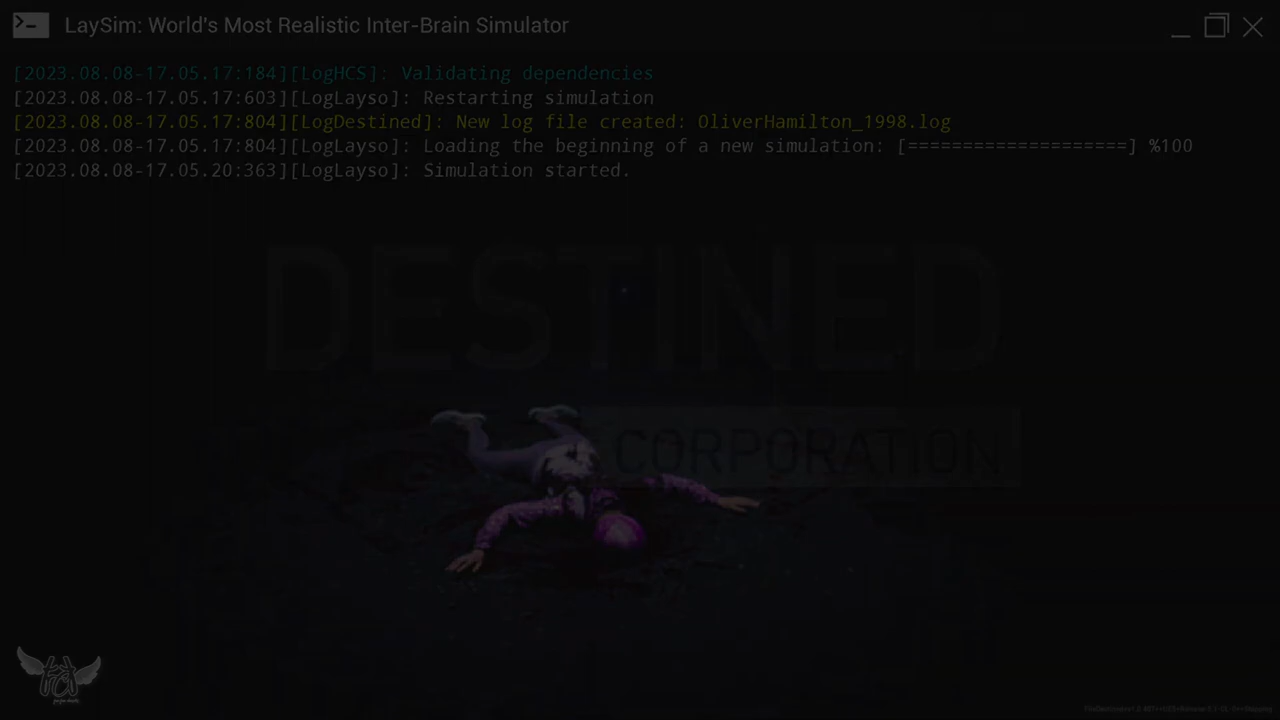 LaySim: World's Most Realistic Inter-Brain Simulator
[2023.08.08-17.05.17:184][LogHCS]: Validating dependencies
[2023.08.08-17.05.17:603][LogLayso]: Restarting simulation
[2023.08.08-17.05.17:804][LogDestined]: New log file created: OliverHamilton_1998.log
[2023.08.08-17.05.17:804][LogLayso]: Loading the beginning of a new simulation: [====================] %100
[2023.08.08-17.05.20:363][LogLayso]: Simulation started.
DESTINED
CORPORATION